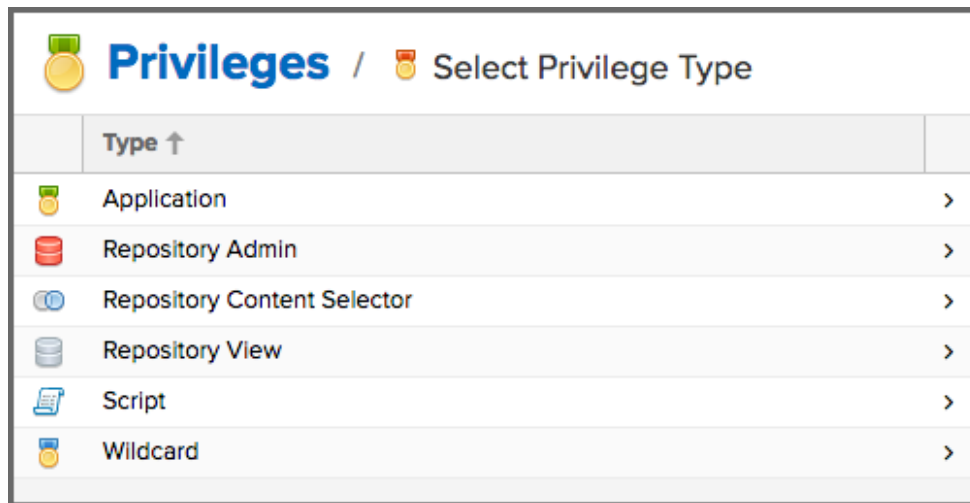 Privileges / Select Privilege Type
Type
Application
Repository Admin
Repository Content Selector
Repository View
Script
Wildcard